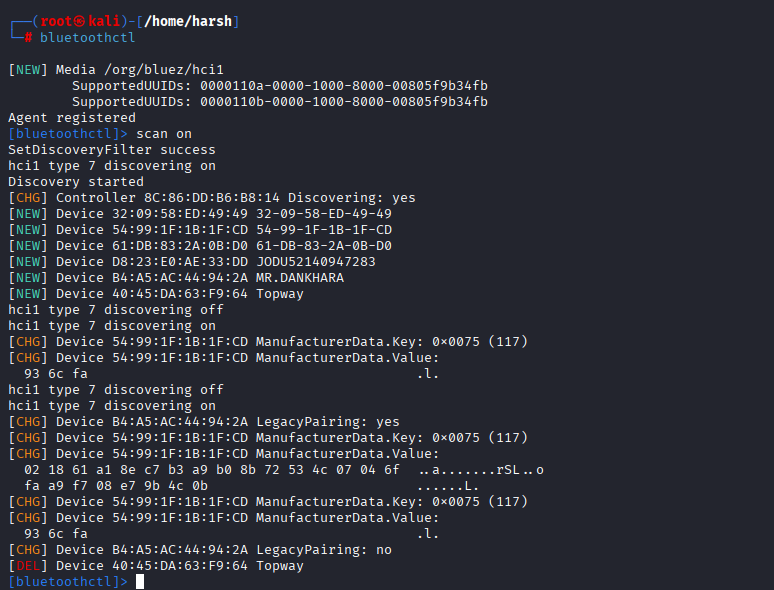 ┌──(root㉿kali)-[/home/harsh]
└─# bluetoothctl
[NEW] Media /org/bluez/hci1
SupportedUUIDs: 0000110a-0000-1000-8000-00805f9b34fb
SupportedUUIDs: 0000110b-0000-1000-8000-00805f9b34fb
Agent registered
[bluetoothctl]> scan on
SetDiscoveryFilter success
hci1 type 7 discovering on
Discovery started
[CHG] Controller 8C:86:DD:B6:B8:14 Discovering: yes
[NEW] Device 32:09:58:ED:49:49 32-09-58-ED-49-49
[NEW] Device 54:99:1F:1B:1F:CD 54-99-1F-1B-1F-CD
[NEW] Device 61:DB:83:2A:0B:D0 61-DB-83-2A-0B-D0
[NEW] Device D8:23:E0:AE:33:DD JODU52140947283
[NEW] Device B4:A5:AC:44:94:2A MR.DANKHARA
[NEW] Device 40:45:DA:63:F9:64 Topway
hci1 type 7 discovering off
hci1 type 7 discovering on
[CHG] Device 54:99:1F:1B:1F:CD ManufacturerData.Key: 0x0075 (117)
[CHG] Device 54:99:1F:1B:1F:CD ManufacturerData.Value:
93 6c fa .l.
hci1 type 7 discovering off
hci1 type 7 discovering on
[CHG] Device B4:A5:AC:44:94:2A LegacyPairing: yes
[CHG] Device 54:99:1F:1B:1F:CD ManufacturerData.Key: 0x0075 (117)
[CHG] Device 54:99:1F:1B:1F:CD ManufacturerData.Value:
02 18 61 a1 8e c7 b3 a9 b0 8b 72 53 4c 07 04 6f ..a.......rSL..o
fa a9 f7 08 e7 9b 4c 0b ......L.
[CHG] Device 54:99:1F:1B:1F:CD ManufacturerData.Key: 0x0075 (117)
[CHG] Device 54:99:1F:1B:1F:CD ManufacturerData.Value:
93 6c fa .l.
[CHG] Device B4:A5:AC:44:94:2A LegacyPairing: no
[DEL] Device 40:45:DA:63:F9:64 Topway
[bluetoothctl]>